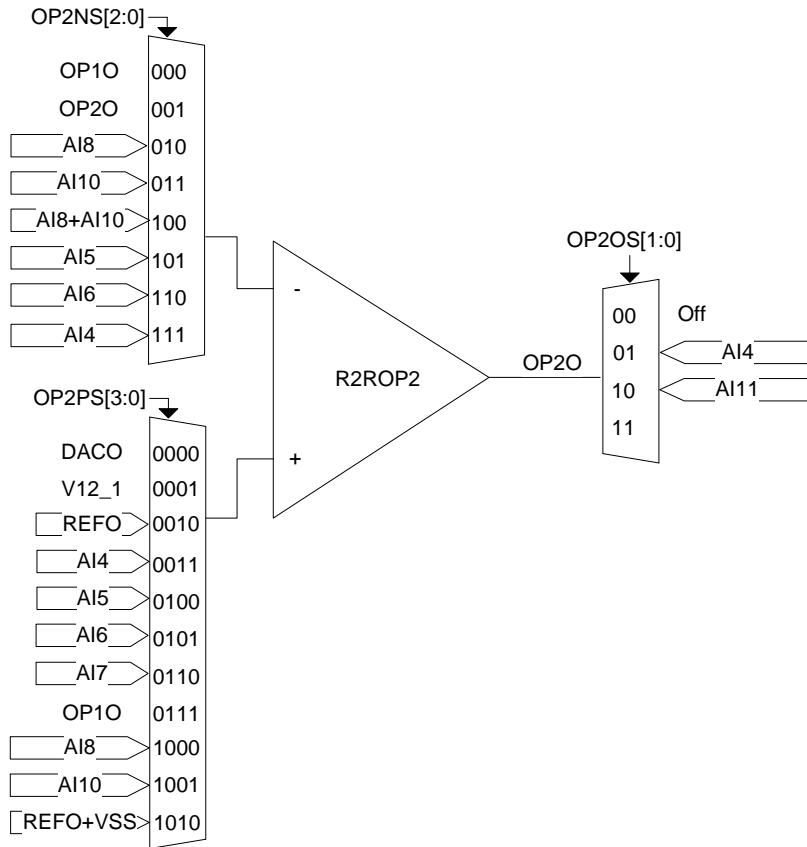 OP2NS[2:0]
OP1O 000
OP2O 001
AI8 010
AI10 011
AI8+AI10 100
AI5 101
AI6 110
AI4 111
-
+
R2ROP2
OP2O
OP2OS[1:0]
00 Off
01 AI4
10 AI11
11
OP2PS[3:0]
DACO 0000
V12_1 0001
REFO 0010
AI4 0011
AI5 0100
AI6 0101
AI7 0110
OP1O 0111
AI8 1000
AI10 1001
REFO+VSS 1010